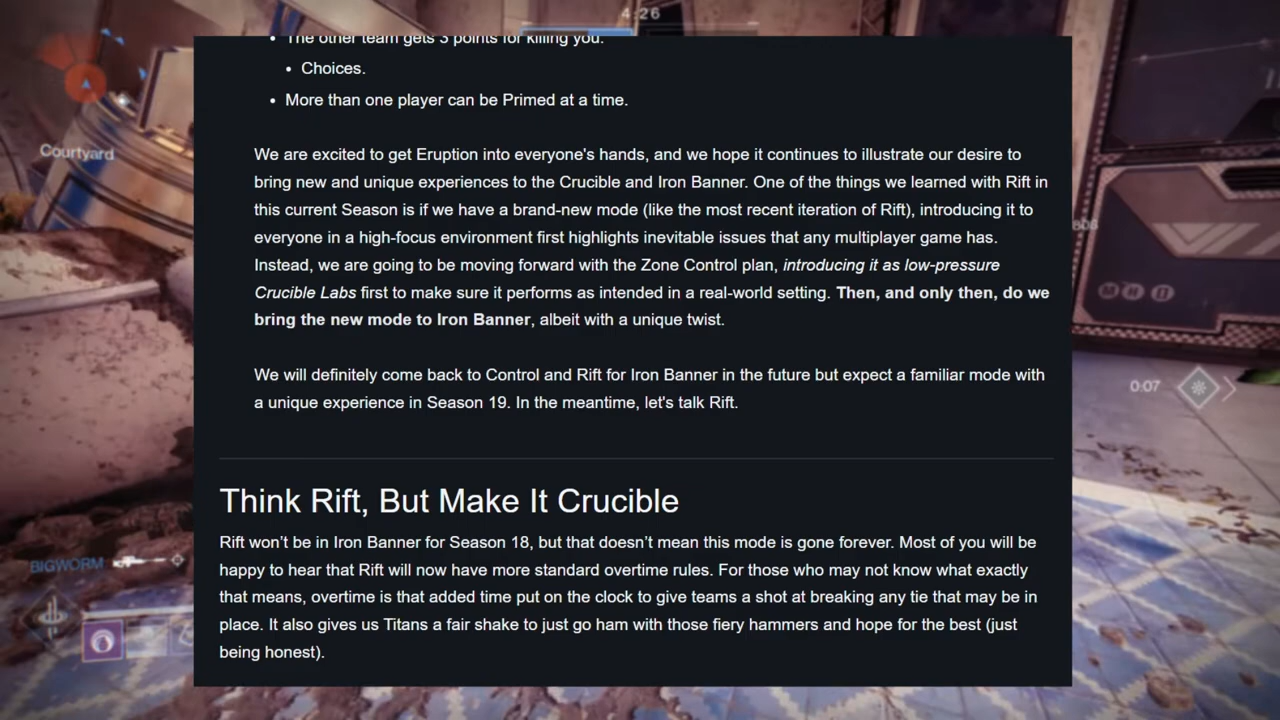 4:26
• The other team gets 3 points for killing you.
• Choices.
• More than one player can be Primed at a time.
Courtyard
We are excited to get Eruption into everyone's hands, and we hope it continues to illustrate our desire to
bring new and unique experiences to the Crucible and Iron Banner. One of the things we learned with Rift in
this current Season is if we have a brand-new mode (like the most recent iteration of Rift), introducing it to
everyone in a high-focus environment first highlights inevitable issues that any multiplayer game has.
Instead, we are going to be moving forward with the Zone Control plan, introducing it as low-pressure
Crucible Labs first to make sure it performs as intended in a real-world setting. Then, and only then, do we
bring the new mode to Iron Banner, albeit with a unique twist.
We will definitely come back to Control and Rift for Iron Banner in the future but expect a familiar mode with
a unique experience in Season 19. In the meantime, let's talk Rift.
0:07
Think Rift, But Make It Crucible
Rift won’t be in Iron Banner for Season 18, but that doesn’t mean this mode is gone forever. Most of you will be
happy to hear that Rift will now have more standard overtime rules. For those who may not know what exactly
that means, overtime is that added time put on the clock to give teams a shot at breaking any tie that may be in
place. It also gives us Titans a fair shake to just go ham with those fiery hammers and hope for the best (just
being honest).
BIGWORM